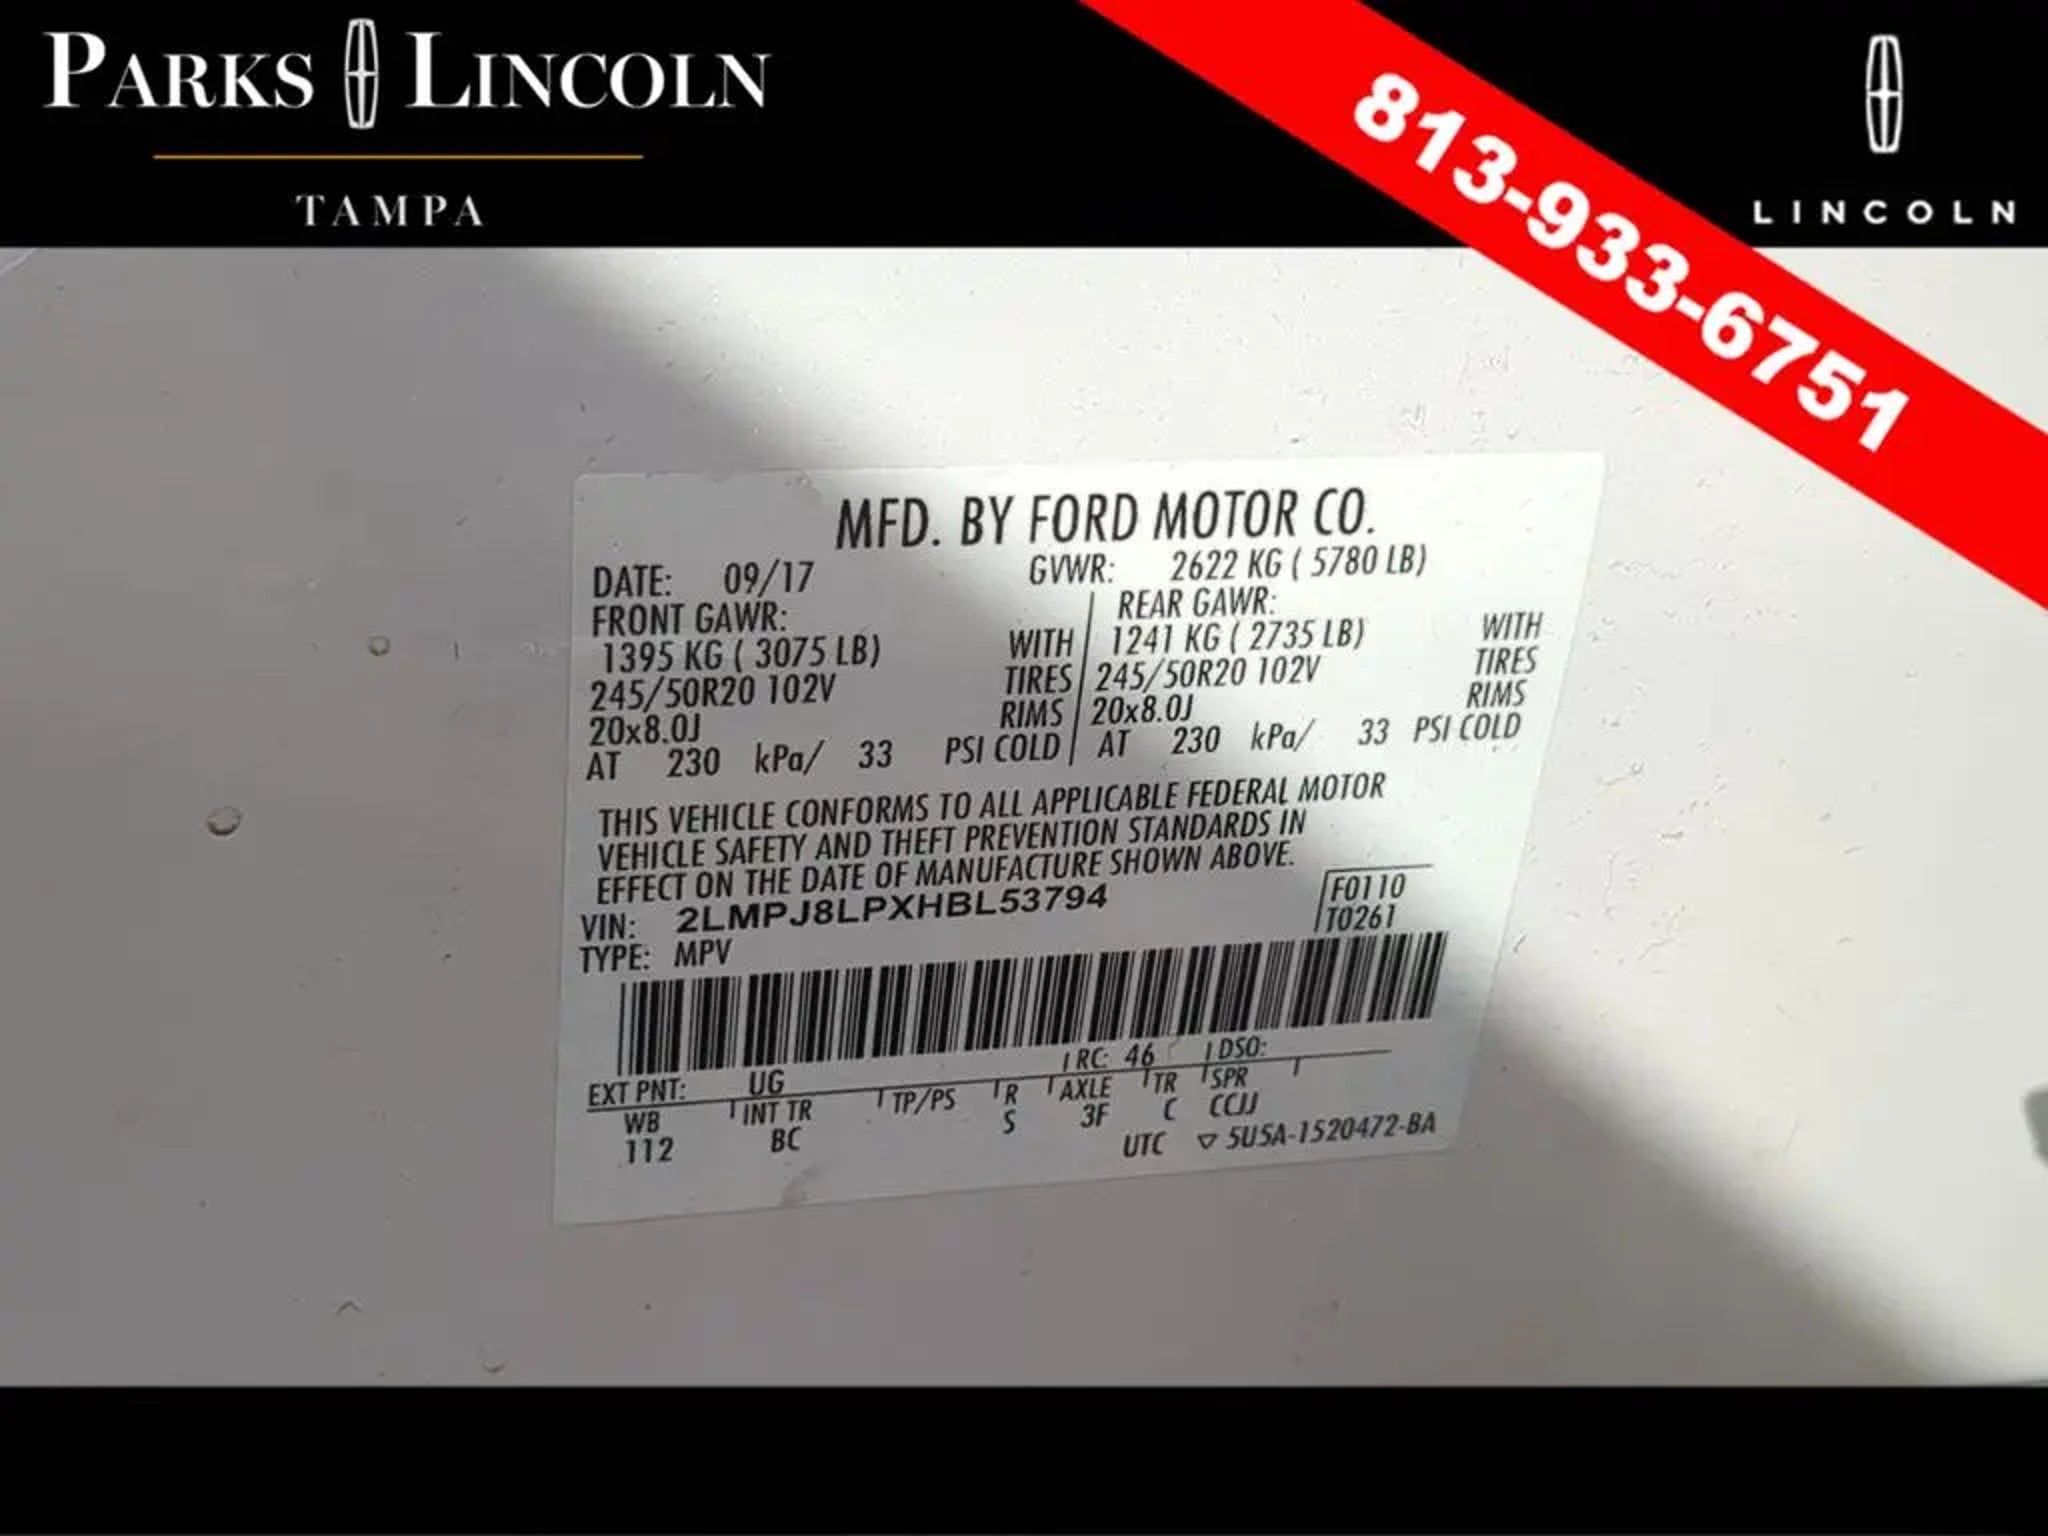 PARKS LINCOLN
TAMPA
813-933-6751
LINCOLN
MFD. BY FORD MOTOR CO.
DATE: 09/17 GVWR: 2622 KG ( 5780 LB)
FRONT GAWR: REAR GAWR:
1395 KG ( 3075 LB) WITH 1241 KG ( 2735 LB) WITH
245/50R20 102V TIRES 245/50R20 102V TIRES
20x8.0J RIMS 20x8.0J RIMS
AT 230 kPa/ 33 PSI COLD AT 230 kPa/ 33 PSI COLD
THIS VEHICLE CONFORMS TO ALL APPLICABLE FEDERAL MOTOR
VEHICLE SAFETY AND THEFT PREVENTION STANDARDS IN
EFFECT ON THE DATE OF MANUFACTURE SHOWN ABOVE.
VIN: 2LMPJ8LPXHBL53794 F0110
TYPE: MPV T0261
EXT PNT: UG RC: 46 DSO:
WB INT TR TP/PS R AXLE TR SPR
112 BC S 3F C CCJJ
UTC ▽ 5U5A-1520472-BA